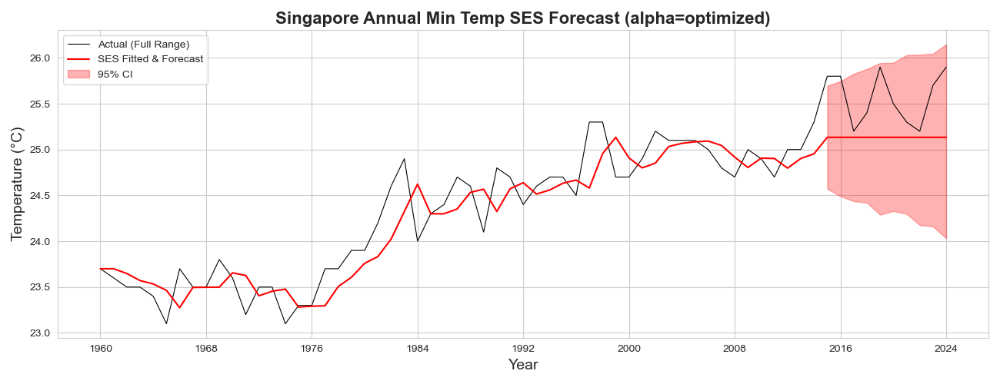 Singapore Annual Min Temp SES Forecast (alpha=optimized)
Actual (Full Range)
SES Fitted & Forecast
95% CI
Temperature (°C)
26.0
25.5
25.0
24.5
24.0
23.5
23.0
1960 1968 1976 1984 1992 2000 2008 2016 2024
Year